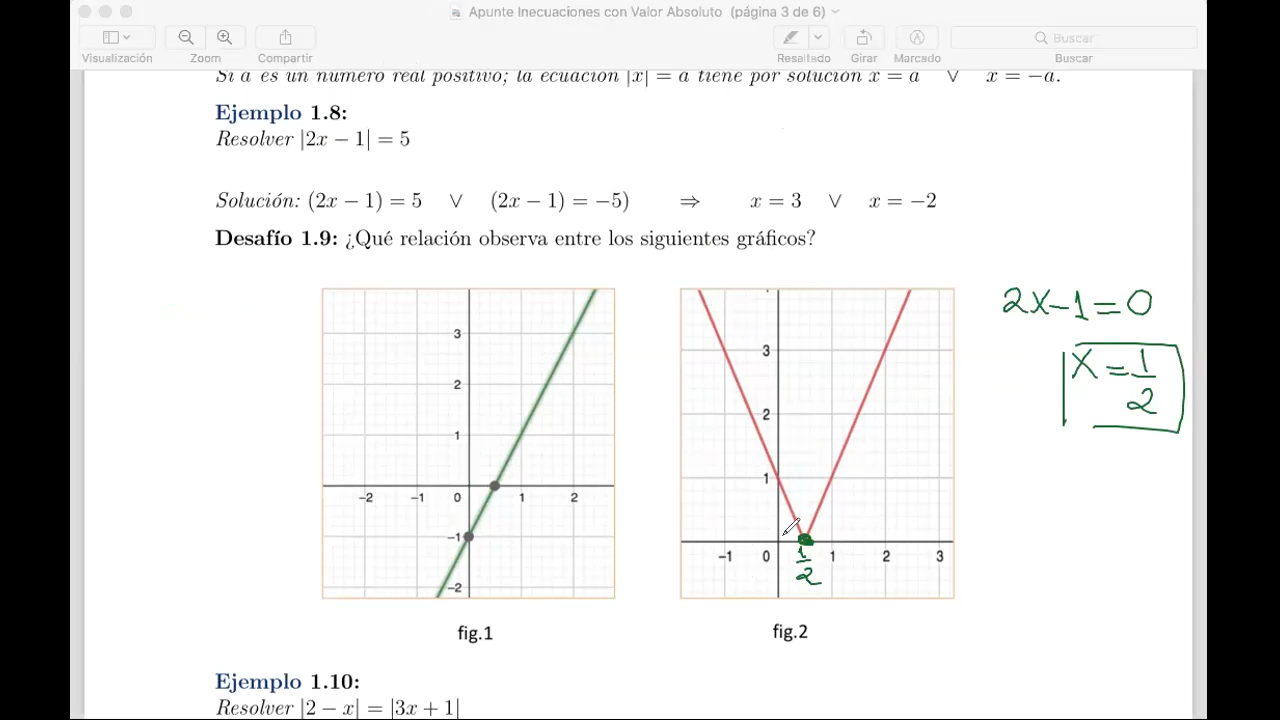 Apunte Inecuaciones con Valor Absoluto (página 3 de 6)
Visualización Zoom Compartir Resaltado Girar Marcado Buscar
Buscar
Si a es un número real positivo; la ecuación |x| = a tiene por solución x = a ∨ x = −a.
Ejemplo 1.8:
Resolver |2x − 1| = 5
Solución: (2x − 1) = 5 ∨ (2x − 1) = −5) ⇒ x = 3 ∨ x = −2
Desafío 1.9: ¿Qué relación observa entre los siguientes gráficos?
3
2
1
−2 −1 0 1 2
−1
−2
fig.1
3
2
1
−1 0 1 2 3
1/2
fig.2
2x−1=0
x=1/2
Ejemplo 1.10:
Resolver |2 − x| = |3x + 1|